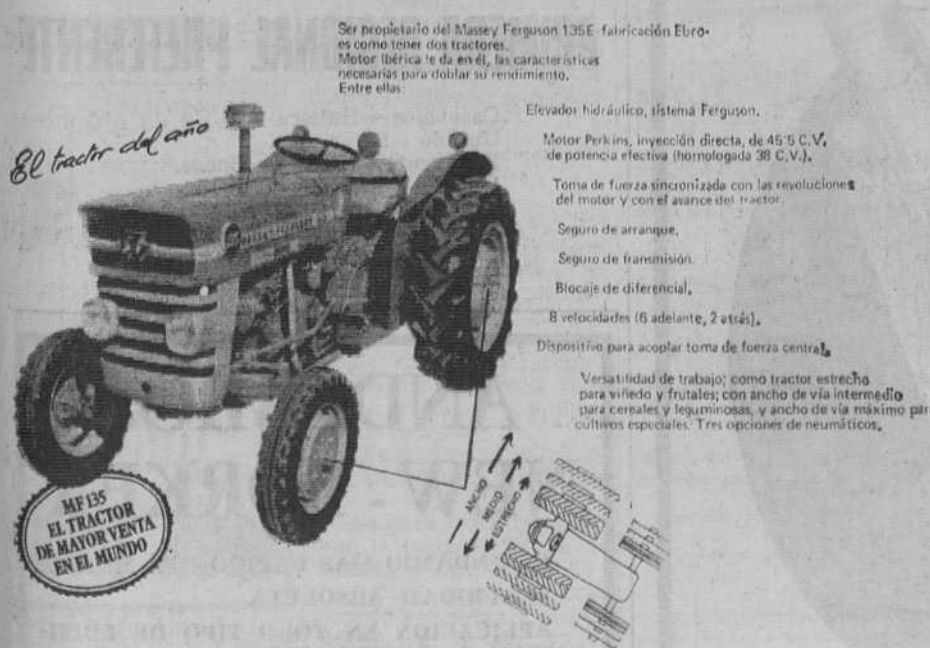 Ser propietario del Massey Ferguson 135E fabricación Ebro-
es como tener dos tractores.
Motor Ibérica le da en él, las características
necesarias para doblar su rendimiento.
Entre ellas:
El tractor del año
Elevador hidráulico, sistema Ferguson.
Motor Perkins, inyección directa, de 45'5 C.V.
de potencia efectiva (homologada 38 C.V.).
Toma de fuerza sincronizada con las revoluciones
del motor y con el avance del tractor.
Seguro de arranque.
Seguro de transmisión.
Blocaje de diferencial.
8 velocidades (6 adelante, 2 atrás).
Dispositivo para acoplar toma de fuerza central.
Versatilidad de trabajo; como tractor estrecho
para viñedo y frutales; con ancho de vía intermedio
para cereales y leguminosas, y ancho de vía máximo par
cultivos especiales. Tres opciones de neumáticos.
MF 135
EL TRACTOR
DE MAYOR VENTA
EN EL MUNDO
ANCHO
MEDIO
ESTRECHO